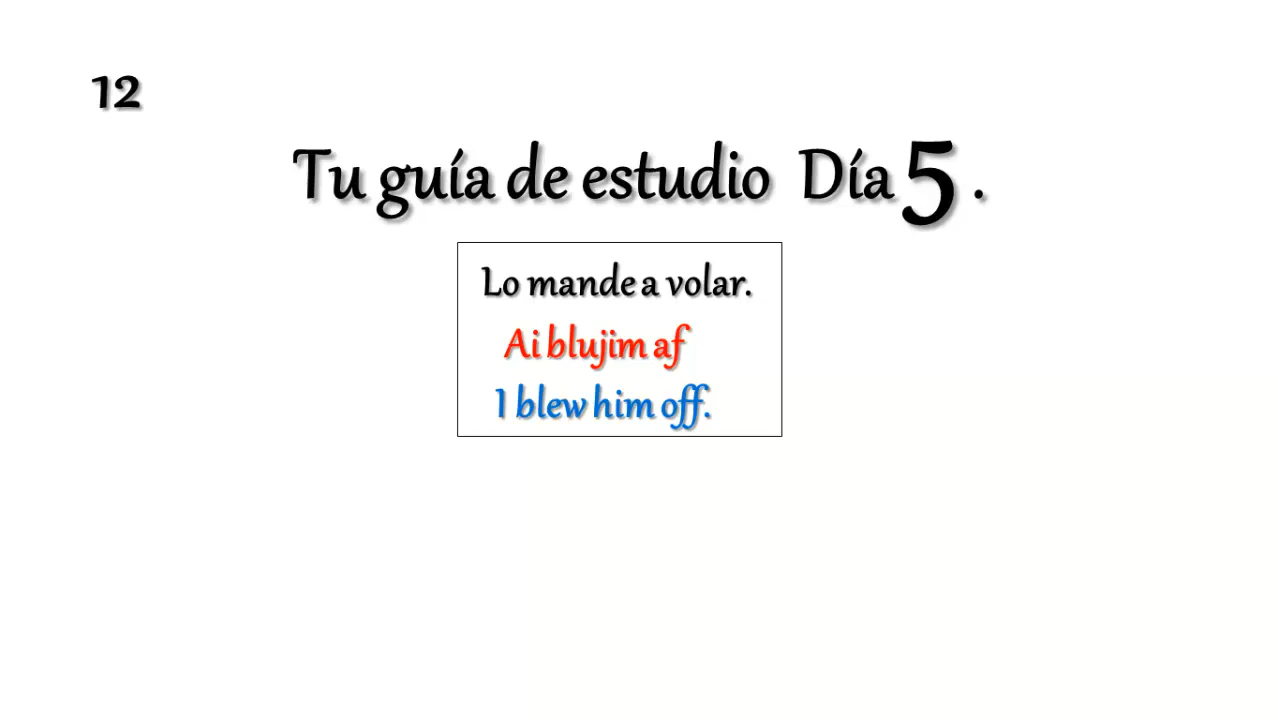 12
Tu guía de estudio Día 5 .
Lo mande a volar.
Ai blujim af
I blew him off.